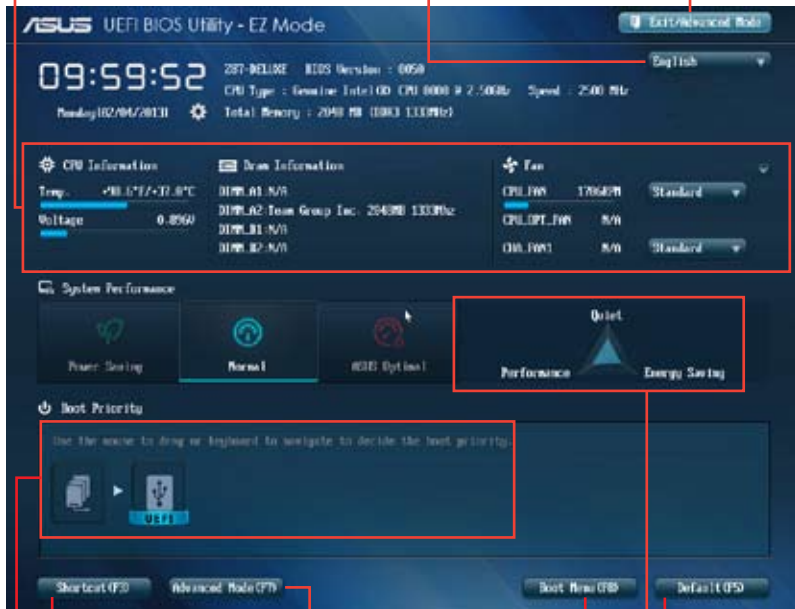 ASUS UEFI BIOS Utility - EZ Mode
Exit/Advanced Mode
English
09:59:52
Monday[02/04/2013]
Z87-DELUXE BIOS Version : 0050
CPU Type : Genuine Intel(R) CPU 0000 @ 2.50GHz Speed : 2500 MHz
Total Memory : 2048 MB (DDR3 1333MHz)
CPU Information
Temp. +98.6°F/+37.0°C
Voltage 0.896V
Dram Information
DIMM_A1:N/A
DIMM_A2:Team Group Inc. 2048MB 1333MHz
DIMM_B1:N/A
DIMM_B2:N/A
Fan
CPU_FAN Standard
CPU_OPT_FAN N/A
CHA_FAN1 N/A Standard
System Performance
Power Saving
Normal
ASUS Optimal
Quiet
Performance
Energy Saving
Boot Priority
Use the mouse to drag or keyboard to navigate to decide the boot priority.
UEFI
Shortcut(F3)
Advanced Mode(F7)
Boot Menu(F8)
Default(F5)